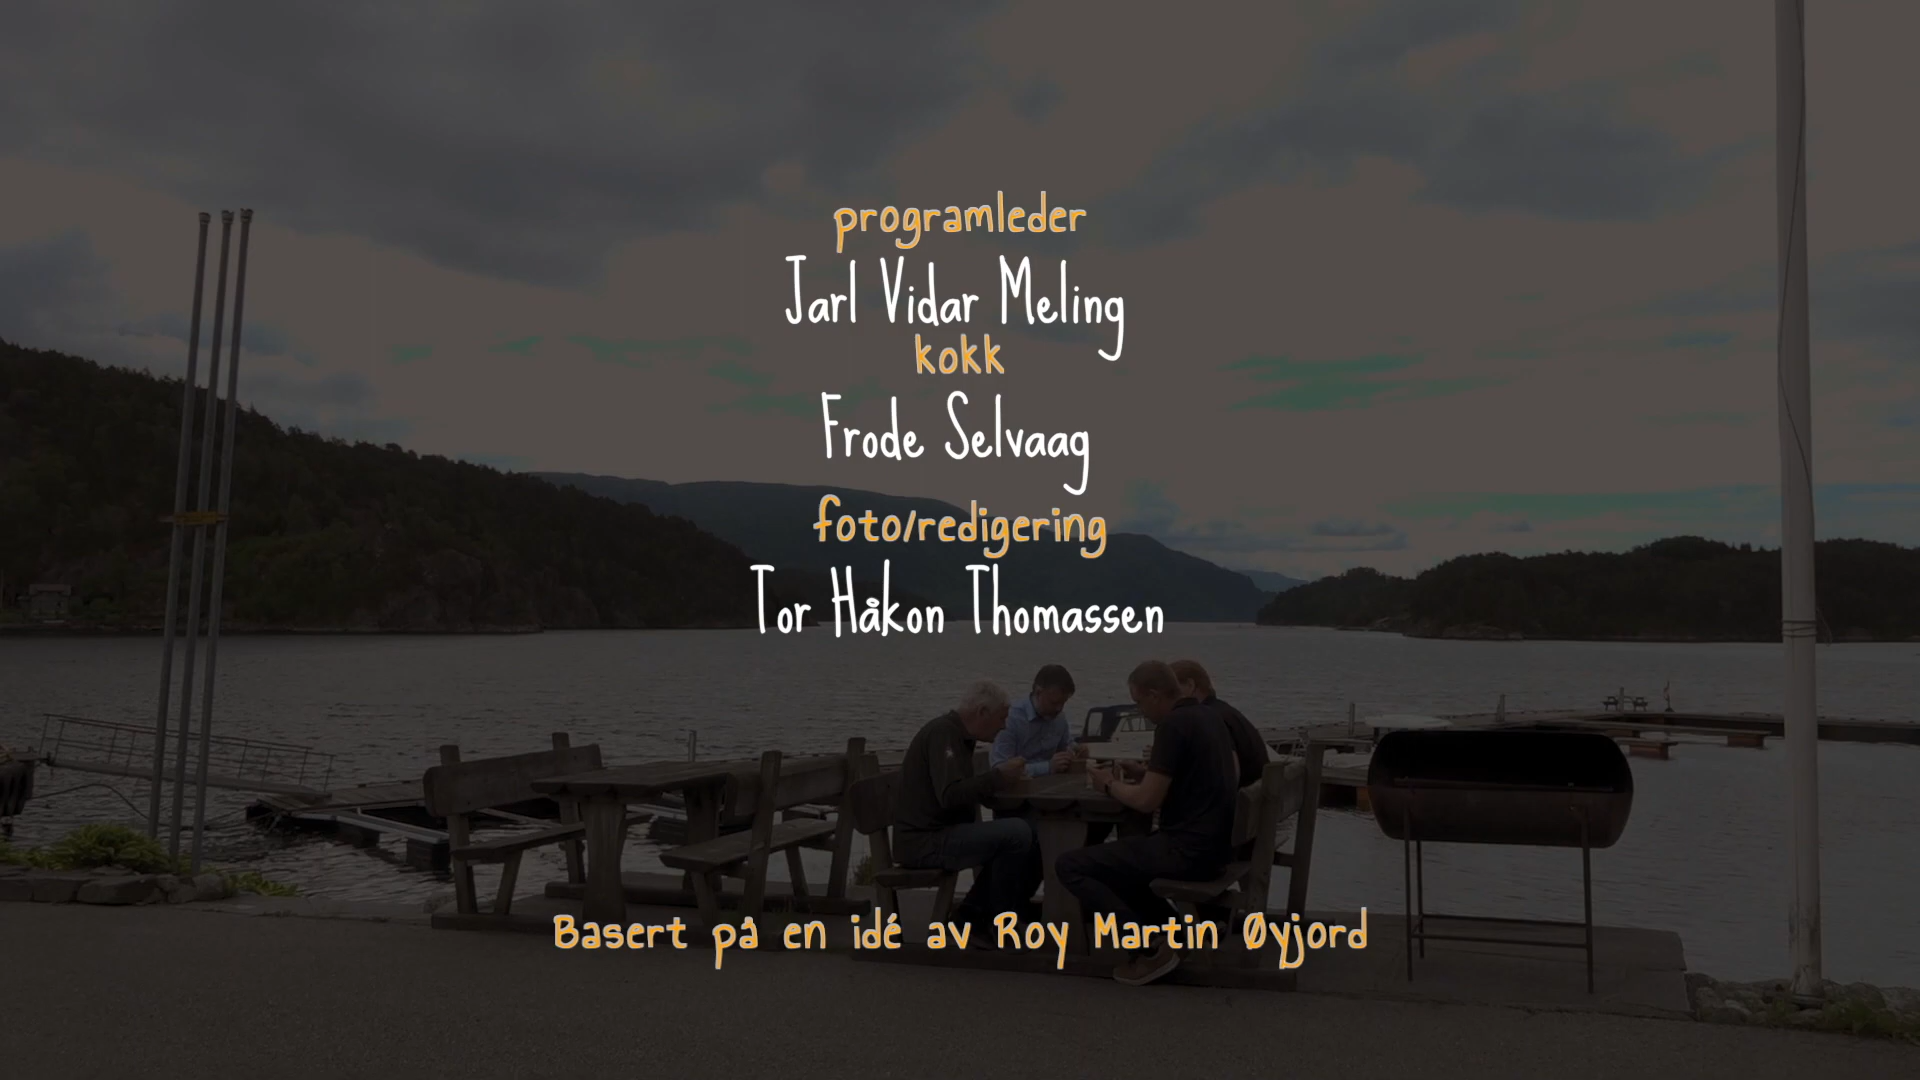 programleder
Jarl Vidar Meling
kokk
Frode Selvaag
foto/redigering
Tor Håkon Thomassen
Basert på en idé av Roy Martin Øyjord